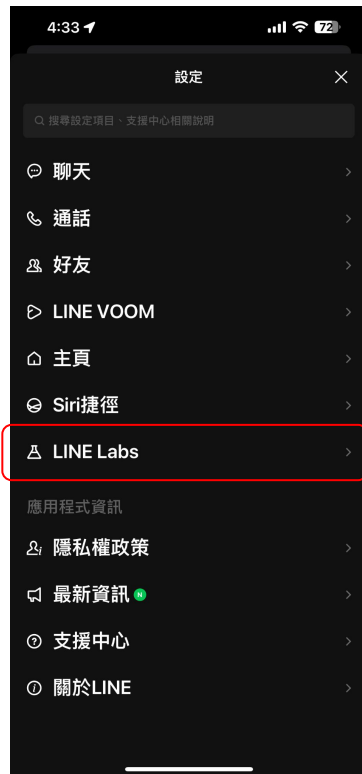 4:33
72
設定
搜尋設定項目、支援中心相關說明
聊天
通話
好友
LINE VOOM
主頁
Siri捷徑
LINE Labs
應用程式資訊
隱私權政策
最新資訊 N
支援中心
關於LINE